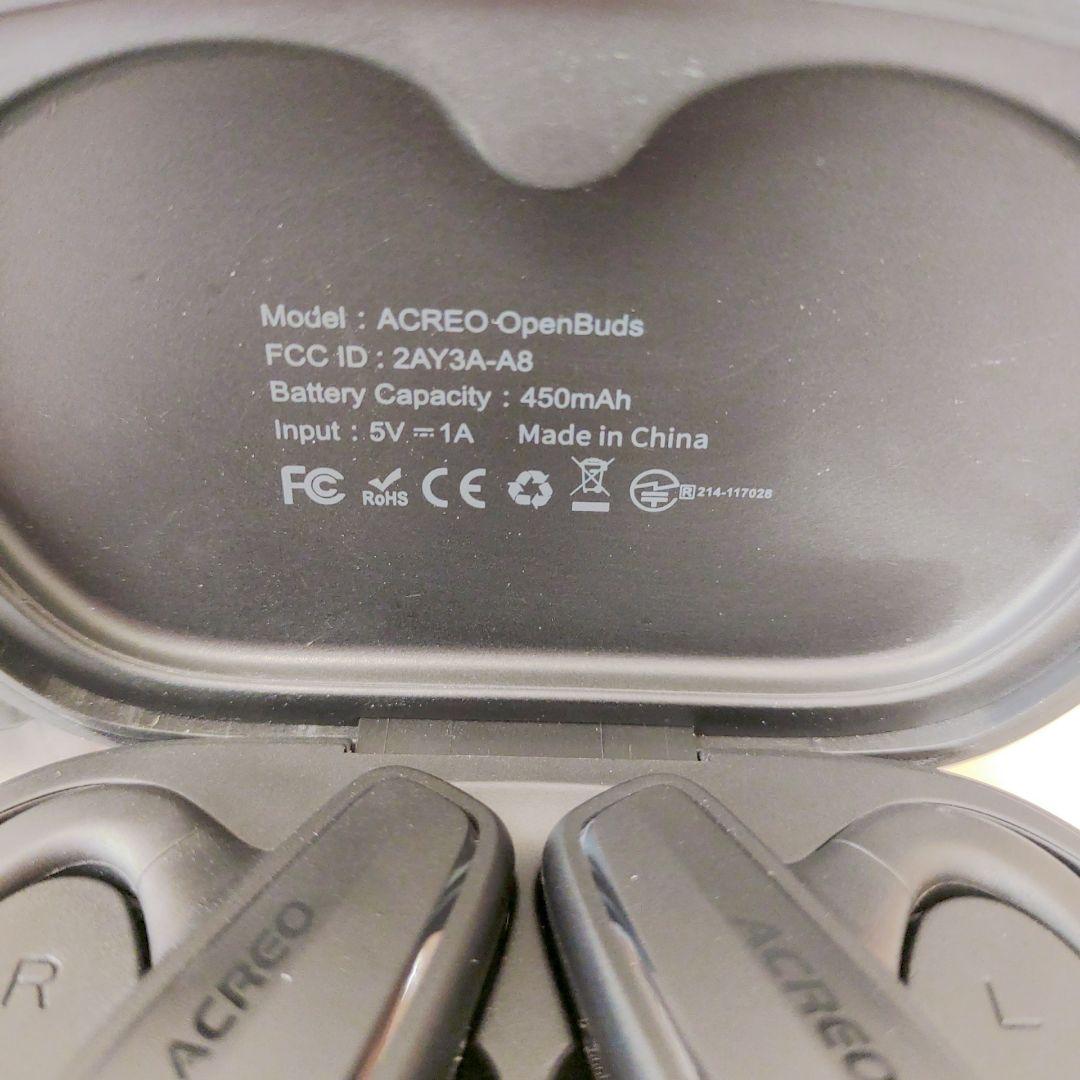 Model : ACREO-OpenBuds
FCC ID : 2AY3A-A8
Battery Capacity : 450mAh
Input : 5V ⎓ 1A Made in China
FC RoHS CE R 214-117028
R ACREO ACREO L